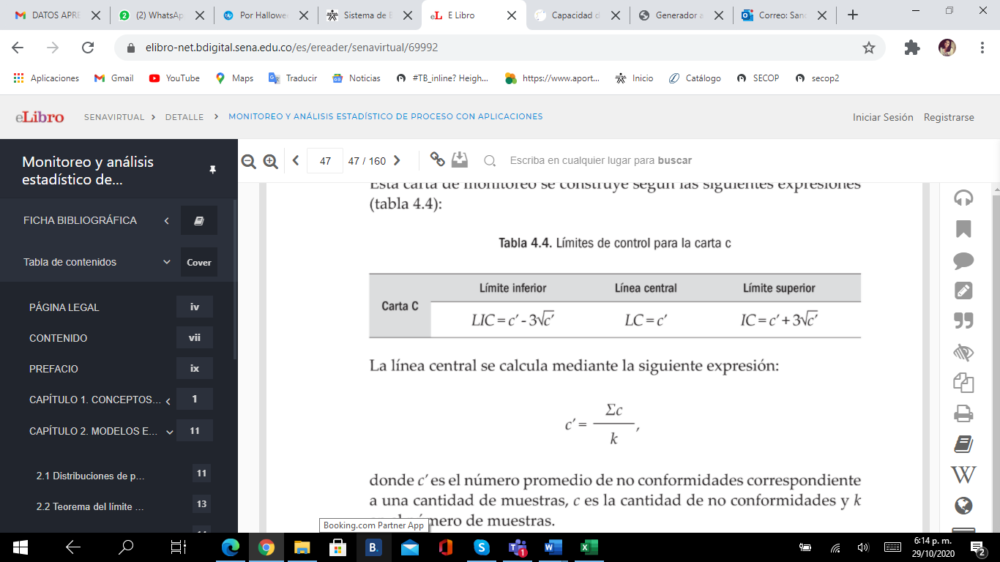 DATOS APRE
(2) WhatsAp
Por Hallowe
Sistema de E
E Libro
Capacidad d
Generador a
Correo: Sand
elibro-net.bdigital.sena.edu.co/es/ereader/senavirtual/69992
Aplicaciones
Gmail
YouTube
Maps
Traducir
Noticias
#TB_inline? Heigh...
https://www.aport...
Inicio
Catálogo
SECOP
secop2
eLibro
SENAVIRTUAL > DETALLE > MONITOREO Y ANÁLISIS ESTADÍSTICO DE PROCESO CON APLICACIONES
Iniciar Sesión Registrarse
Monitoreo y análisis
estadístico de...
FICHA BIBLIOGRÁFICA
Tabla de contenidos
Cover
PÁGINA LEGAL iv
CONTENIDO vii
PREFACIO ix
CAPÍTULO 1. CONCEPTOS... 1
CAPÍTULO 2. MODELOS E... 11
2.1 Distribuciones de p... 11
2.2 Teorema del límite ... 13
47 47 / 160
Escriba en cualquier lugar para buscar
Esta carta de monitoreo se construye según las siguientes expresiones
(tabla 4.4):
Tabla 4.4. Límites de control para la carta c
Carta C
Límite inferior Línea central Límite superior
LIC = c′ - 3√c′ LC = c′ IC = c′ + 3√c′
La línea central se calcula mediante la siguiente expresión:
c′ = Σc / k ,
donde c′ es el número promedio de no conformidades correspondiente
a una cantidad de muestras, c es la cantidad de no conformidades y k
mero de muestras.
Booking.com Partner App
W
B.
S
1
W
X
6:14 p. m.
29/10/2020
2